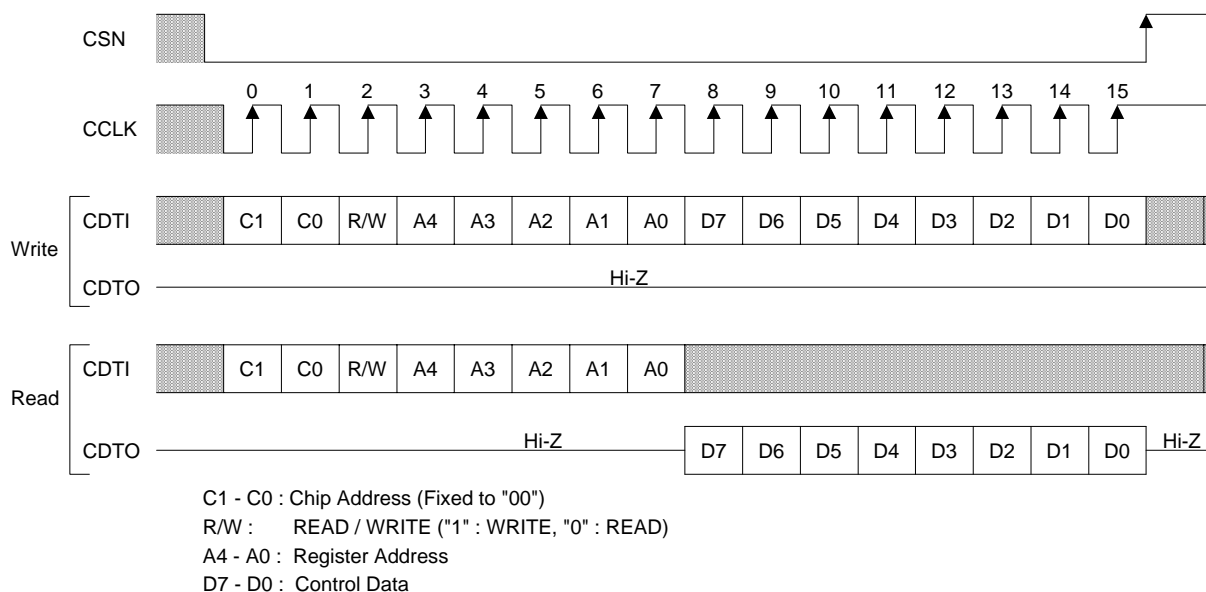 CSN
0 1 2 3 4 5 6 7 8 9 10 11 12 13 14 15
CCLK
CDTI C1 C0 R/W A4 A3 A2 A1 A0 D7 D6 D5 D4 D3 D2 D1 D0
Write
Hi-Z
CDTO
CDTI C1 C0 R/W A4 A3 A2 A1 A0
Read
Hi-Z Hi-Z
CDTO D7 D6 D5 D4 D3 D2 D1 D0
C1 - C0 : Chip Address (Fixed to "00")
R/W : READ / WRITE ("1" : WRITE, "0" : READ)
A4 - A0 : Register Address
D7 - D0 : Control Data